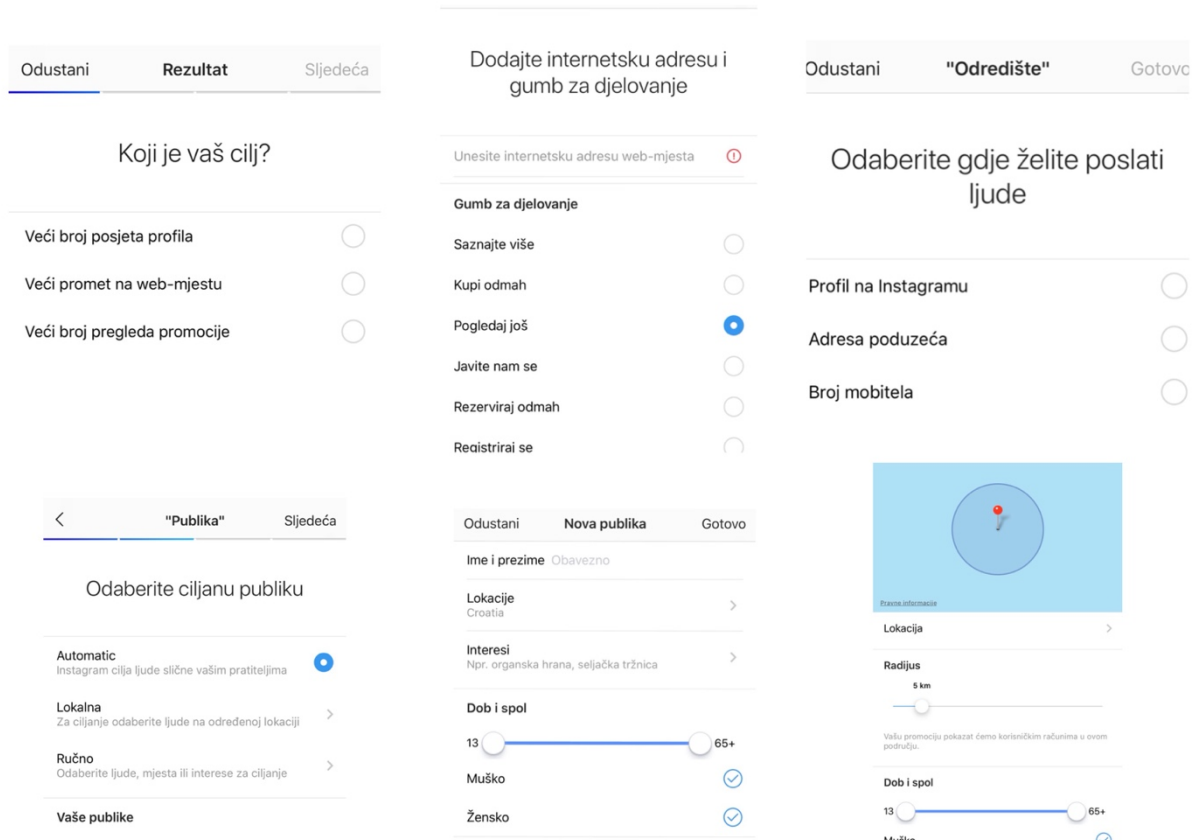 Odustani Rezultat Sljedeća
Koji je vaš cilj?
Veći broj posjeta profila
Veći promet na web-mjestu
Veći broj pregleda promocije
Dodajte internetsku adresu i
gumb za djelovanje
Unesite internetsku adresu web-mjesta
Gumb za djelovanje
Saznajte više
Kupi odmah
Pogledaj još
Javite nam se
Rezerviraj odmah
Registriraj se
Odustani "Odredište" Gotovo
Odaberite gdje želite poslati
ljude
Profil na Instagramu
Adresa poduzeća
Broj mobitela
"Publika" Sljedeća
Odaberite ciljanu publiku
Automatic
Instagram cilja ljude slične vašim pratiteljima
Lokalna
Za ciljanje odaberite ljude na određenoj lokaciji
Ručno
Odaberite ljude, mjesta ili interese za ciljanje
Vaše publike
Odustani Nova publika Gotovo
Ime i prezime Obavezno
Lokacije
Croatia
Interesi
Npr. organska hrana, seljačka tržnica
Dob i spol
13 65+
Muško
Žensko
Pravne informacije
Lokacija
Radijus
5 km
Vašu promociju pokazat ćemo korisničkim računima u ovom
području.
Dob i spol
13 65+
Muško